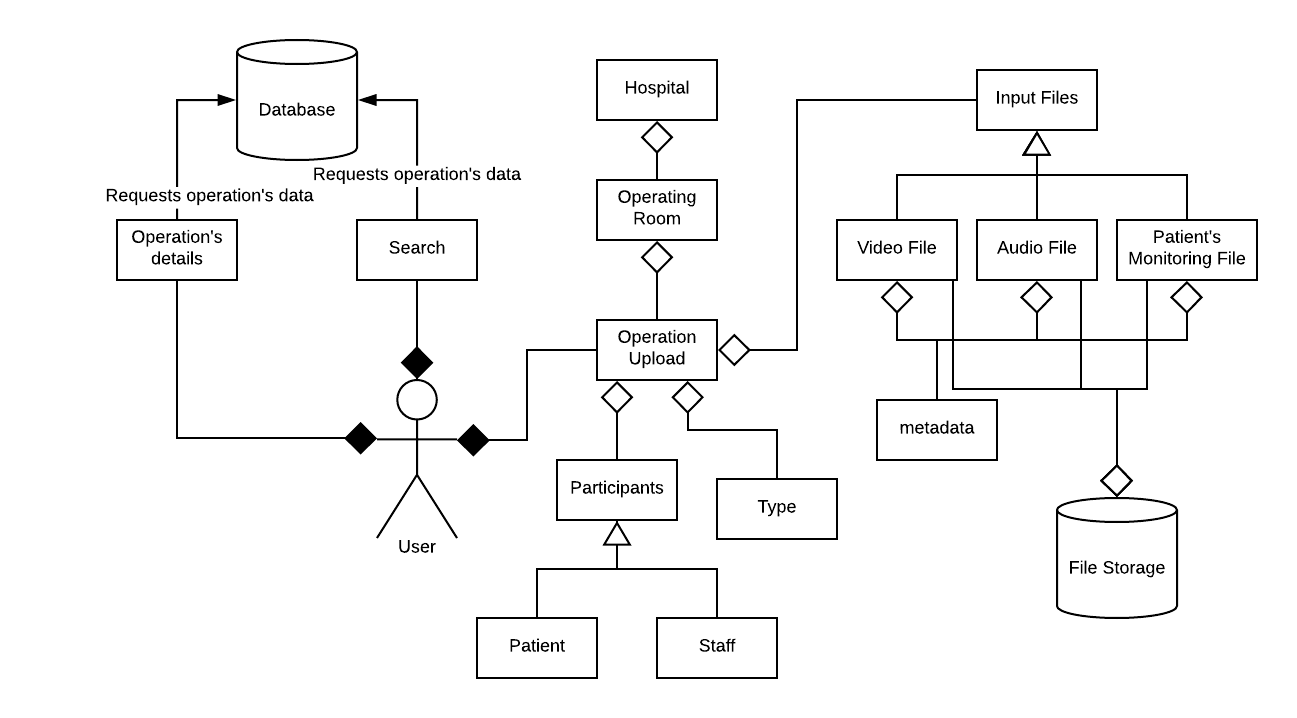 Database
Requests operation's data
Requests operation's data
Operation's
details
Search
User
Hospital
Operating
Room
Operation
Upload
Participants
Type
Patient
Staff
Input Files
Video File
Audio File
Patient's
Monitoring File
metadata
File Storage